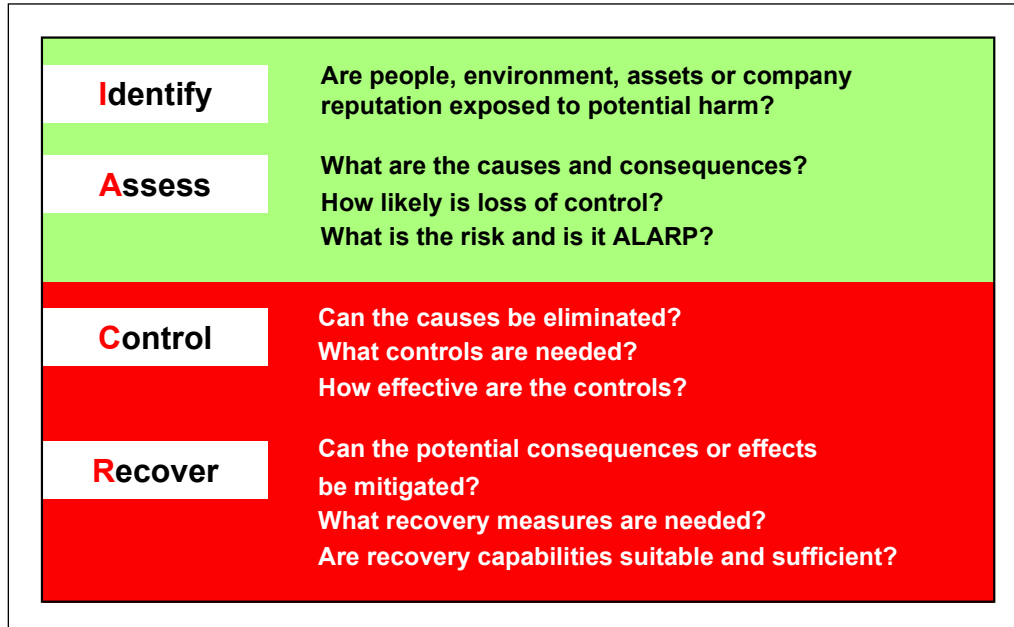 Identify
Are people, environment, assets or company
reputation exposed to potential harm?
Assess
What are the causes and consequences?
How likely is loss of control?
What is the risk and is it ALARP?
Control
Can the causes be eliminated?
What controls are needed?
How effective are the controls?
Recover
Can the potential consequences or effects
be mitigated?
What recovery measures are needed?
Are recovery capabilities suitable and sufficient?